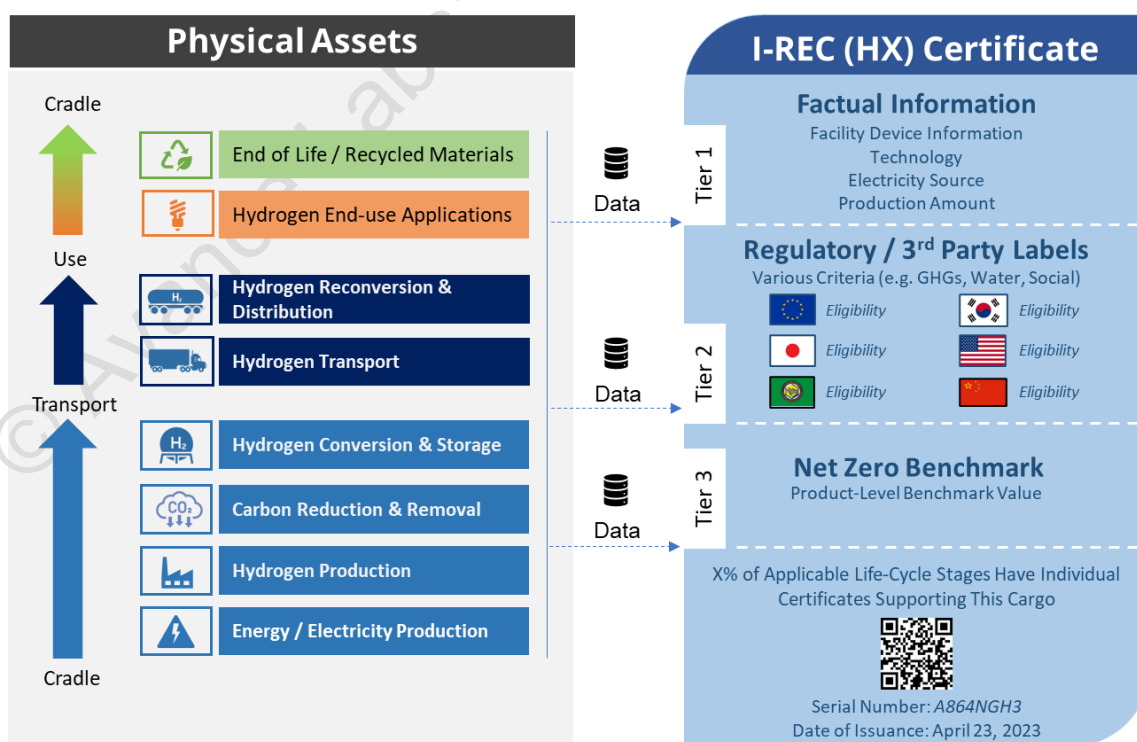 Physical Assets
Cradle
End of Life / Recycled Materials
Hydrogen End-use Applications
Use
Hydrogen Reconversion &
Distribution
H₂
Hydrogen Transport
Transport
H₂
Hydrogen Conversion & Storage
CO₂
Carbon Reduction & Removal
Hydrogen Production
Energy / Electricity Production
Cradle
Data
Data
Data
I-REC (HX) Certificate
Tier 1
Factual Information
Facility Device Information
Technology
Electricity Source
Production Amount
Tier 2
Regulatory / 3rd Party Labels
Various Criteria (e.g. GHGs, Water, Social)
Eligibility
Eligibility
Eligibility
Eligibility
Eligibility
Eligibility
Tier 3
Net Zero Benchmark
Product-Level Benchmark Value
X% of Applicable Life-Cycle Stages Have Individual
Certificates Supporting This Cargo
Serial Number: A864NGH3
Date of Issuance: April 23, 2023